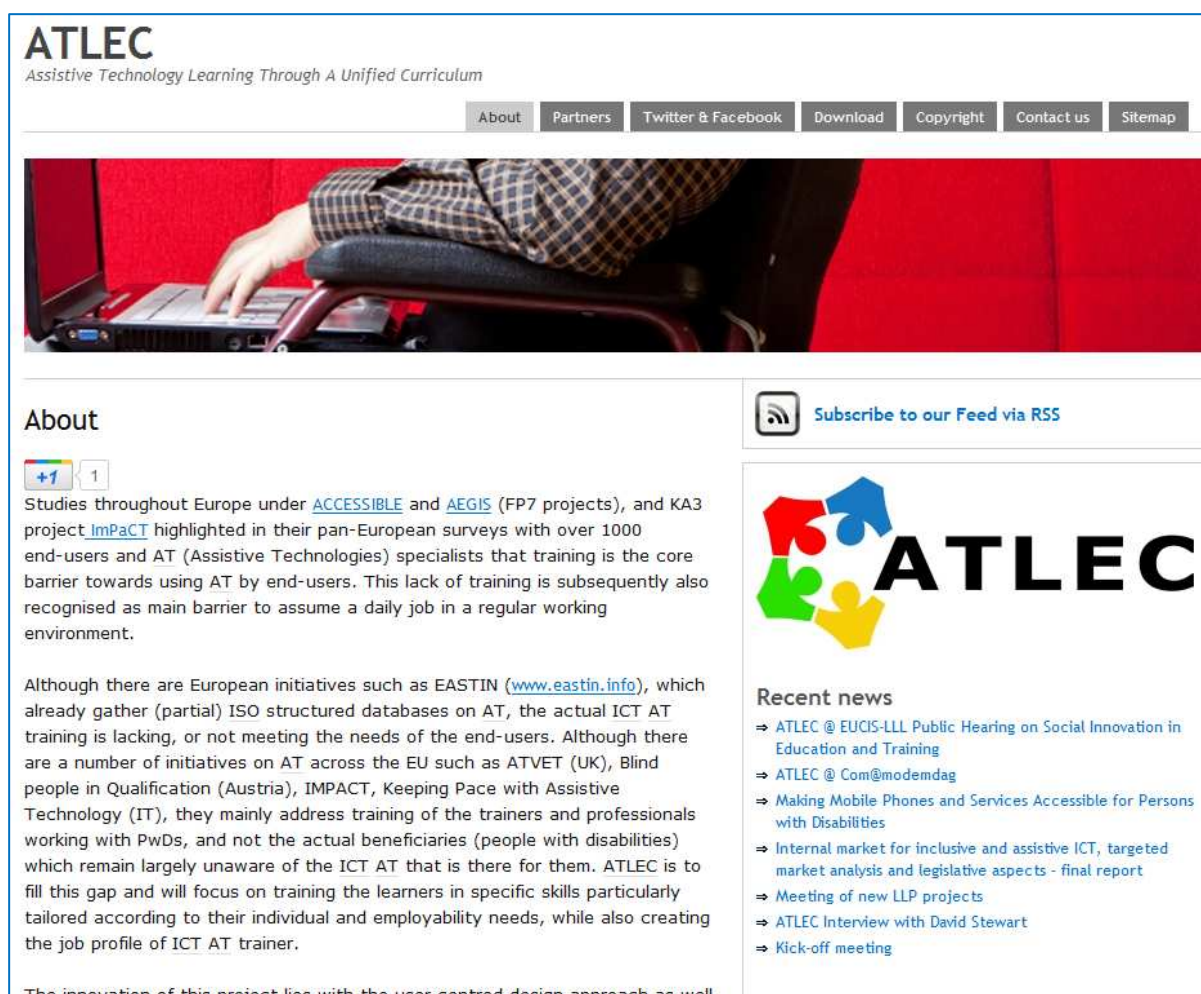 ATLEC
Assistive Technology Learning Through A Unified Curriculum
About Partners Twitter & Facebook Download Copyright Contact us Sitemap
About
+1 1
Studies throughout Europe under ACCESSIBLE and AEGIS (FP7 projects), and KA3
project ImPaCT highlighted in their pan-European surveys with over 1000
end-users and AT (Assistive Technologies) specialists that training is the core
barrier towards using AT by end-users. This lack of training is subsequently also
recognised as main barrier to assume a daily job in a regular working
environment.
Although there are European initiatives such as EASTIN (www.eastin.info), which
already gather (partial) ISO structured databases on AT, the actual ICT AT
training is lacking, or not meeting the needs of the end-users. Although there
are a number of initiatives on AT across the EU such as ATVET (UK), Blind
people in Qualification (Austria), IMPACT, Keeping Pace with Assistive
Technology (IT), they mainly address training of the trainers and professionals
working with PwDs, and not the actual beneficiaries (people with disabilities)
which remain largely unaware of the ICT AT that is there for them. ATLEC is to
fill this gap and will focus on training the learners in specific skills particularly
tailored according to their individual and employability needs, while also creating
the job profile of ICT AT trainer.
The innovation of this project lies with the user centred design approach as well
Subscribe to our Feed via RSS
ATLEC
Recent news
⇒ ATLEC @ EUCIS-LLL Public Hearing on Social Innovation in
Education and Training
⇒ ATLEC @ Com@modemdag
⇒ Making Mobile Phones and Services Accessible for Persons
with Disabilities
⇒ Internal market for inclusive and assistive ICT, targeted
market analysis and legislative aspects - final report
⇒ Meeting of new LLP projects
⇒ ATLEC Interview with David Stewart
⇒ Kick-off meeting